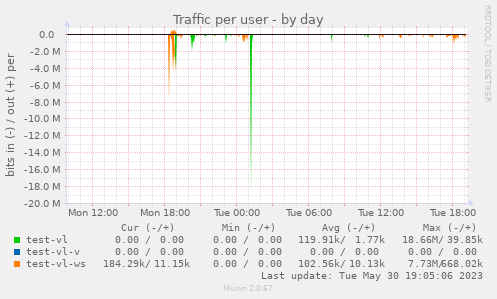 Traffic per user - by day
RRDTOOL / TOBI OETIKER
bits in (-) / out (+) per
0.0
-2.0 M
-4.0 M
-6.0 M
-8.0 M
-10.0 M
-12.0 M
-14.0 M
-16.0 M
-18.0 M
-20.0 M
Mon 12:00 Mon 18:00 Tue 00:00 Tue 06:00 Tue 12:00 Tue 18:00
Cur (-/+) Min (-/+) Avg (-/+) Max (-/+)
test-vl 0.00 / 0.00 0.00 / 0.00 119.91k/ 1.77k 18.66M/ 39.85k
test-vl-v 0.00 / 0.00 0.00 / 0.00 0.00 / 0.00 0.00 / 0.00
test-vl-ws 184.29k/ 11.15k 0.00 / 0.00 102.56k/ 10.13k 7.73M/668.02k
Last update: Tue May 30 19:05:06 2023
Munin 2.0.67